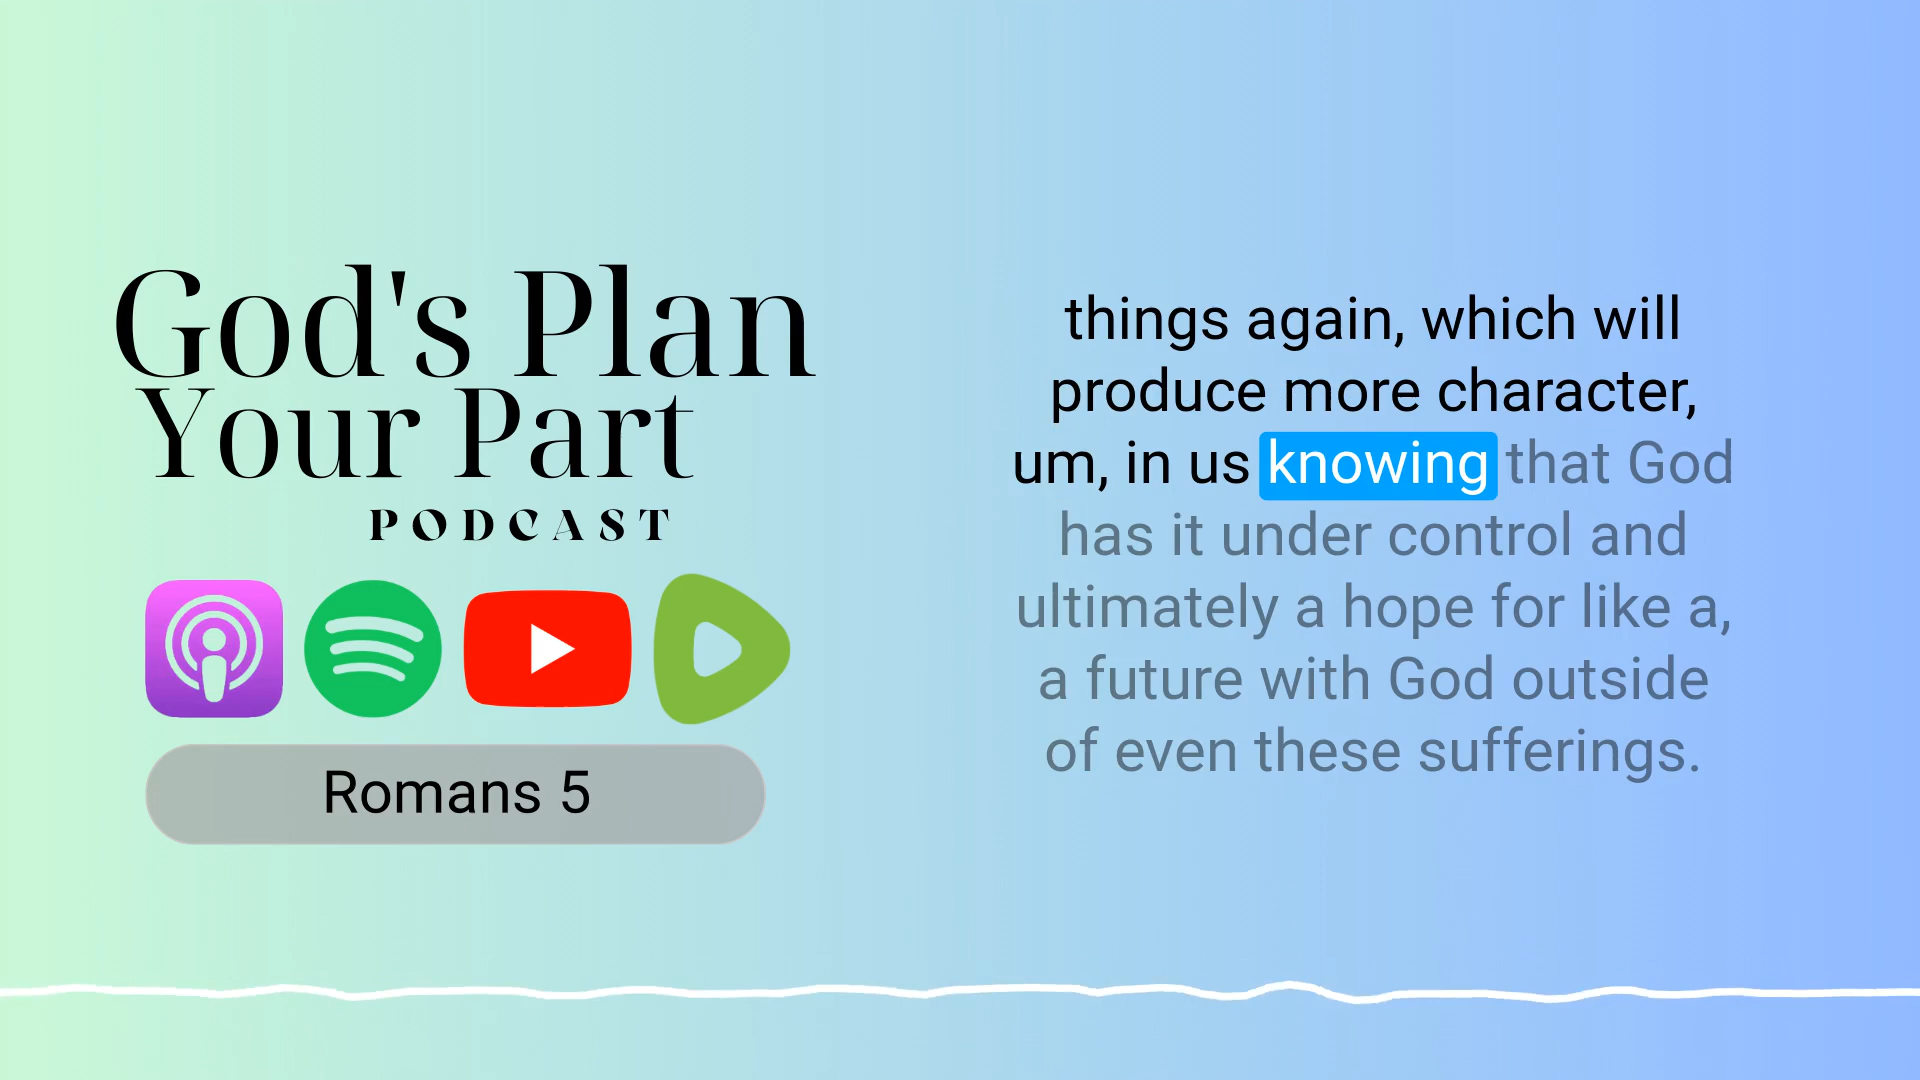 God's Plan
Your Part
PODCAST
Romans 5
things again, which will
produce more character,
um, in us knowing that God
has it under control and
ultimately a hope for like a,
a future with God outside
of even these sufferings.